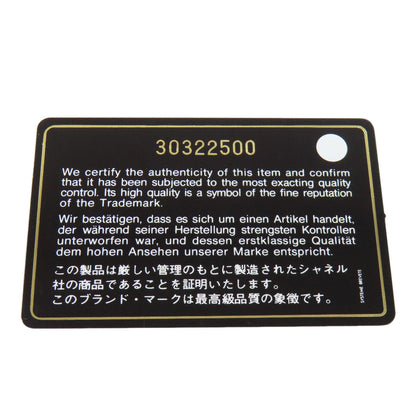 30322500
We certify the authenticity of this item and confirm
that it has been subjected to the most exacting quality
control. Its high quality is a symbol of the fine reputation
of the Trademark.
Wir bestätigen, dass es sich um einen Artikel handelt,
der während seiner Herstellung strengsten Kontrollen
unterworfen war, und dessen erstklassige Qualität
dem hohen Ansehen unserer Marke entspricht.
この製品は厳しい管理のもとに製造されたシャネル
社の商品であることを証明いたします。
このブランド・マークは最高級品質の象徴です。
SYSTEME BREVETE